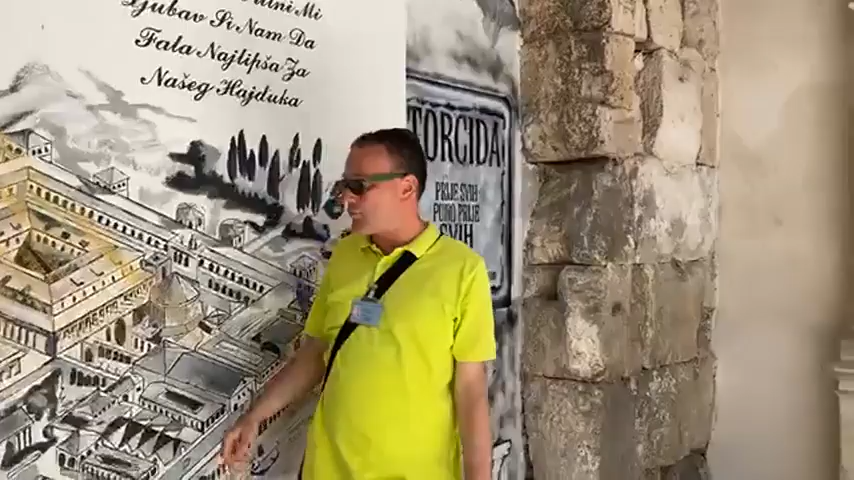 Ljubav Si Nam Da
Fala Najlipša Za
Našeg Hajduka
TORCIDA
PRIJE SVIH
PUNO PRIJE
SVIH